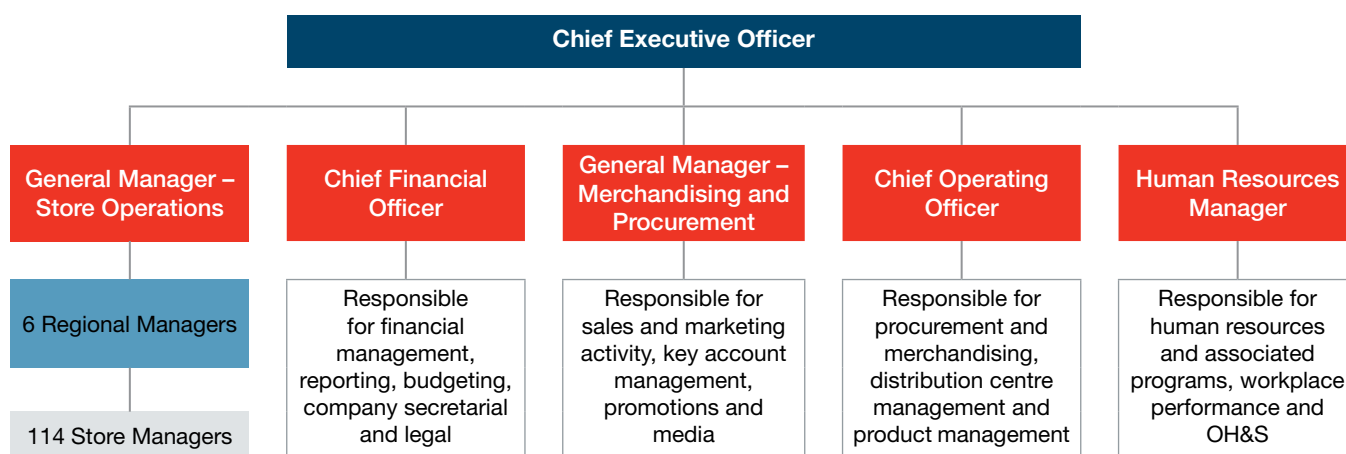 Chief Executive Officer
General Manager –
Store Operations
Chief Financial
Officer
General Manager –
Merchandising and
Procurement
Chief Operating
Officer
Human Resources
Manager
6 Regional Managers
114 Store Managers
Responsible
for financial
management,
reporting, budgeting,
company secretarial
and legal
Responsible for
sales and marketing
activity, key account
management,
promotions and
media
Responsible for
procurement and
merchandising,
distribution centre
management and
product management
Responsible for
human resources
and associated
programs, workplace
performance and
OH&S